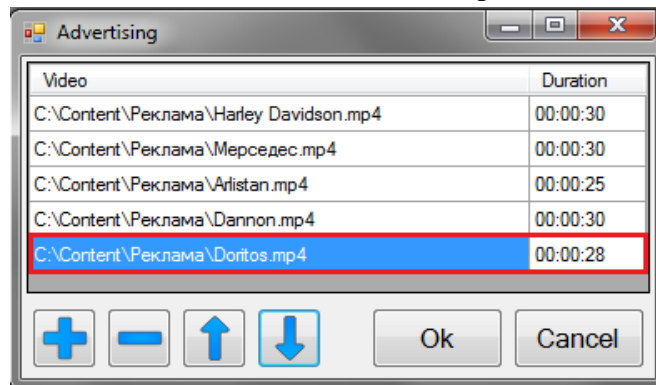 Advertising
Video Duration
C:\Content\Реклама\Harley Davidson.mp4 00:00:30
C:\Content\Реклама\Мерседес.mp4 00:00:30
C:\Content\Реклама\Arlistan.mp4 00:00:25
C:\Content\Реклама\Dannon.mp4 00:00:30
C:\Content\Реклама\Doritos.mp4 00:00:28
Ok Cancel